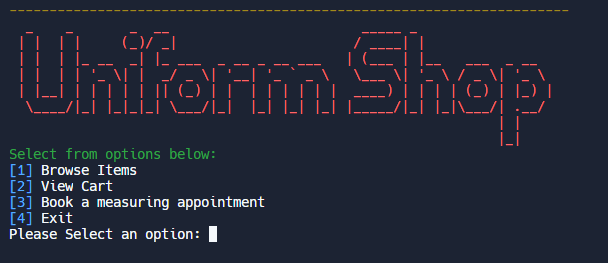 Uniform Shop
Select from options below:
[1] Browse Items
[2] View Cart
[3] Book a measuring appointment
[4] Exit
Please Select an option: